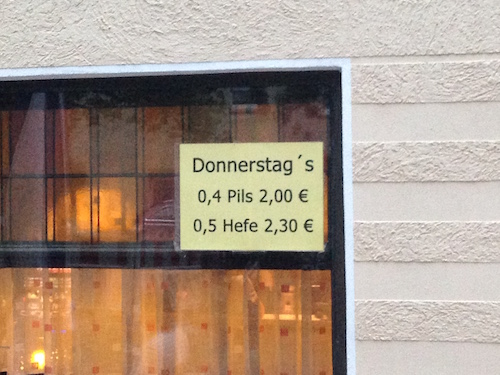 Donnerstag´s
0,4 Pils 2,00 €
0,5 Hefe 2,30 €